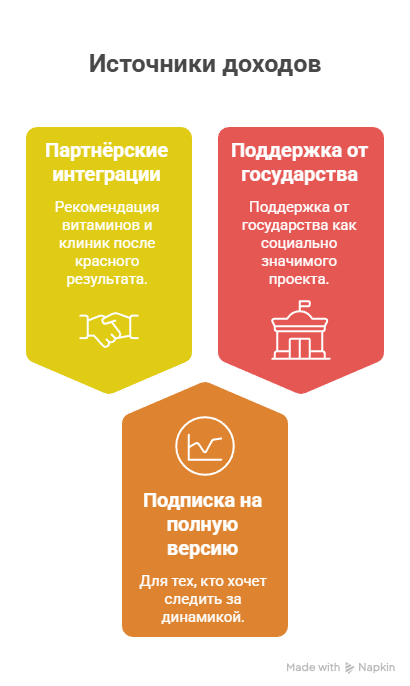 Источники доходов
Партнёрские
интеграции
Рекомендация
витаминов и
клиник после
красного
результата.
Поддержка от
государства
Поддержка от
государства как
социально
значимого
проекта.
Подписка на
полную
версию
Для тех, кто хочет
следить за
динамикой.
Made with Napkin